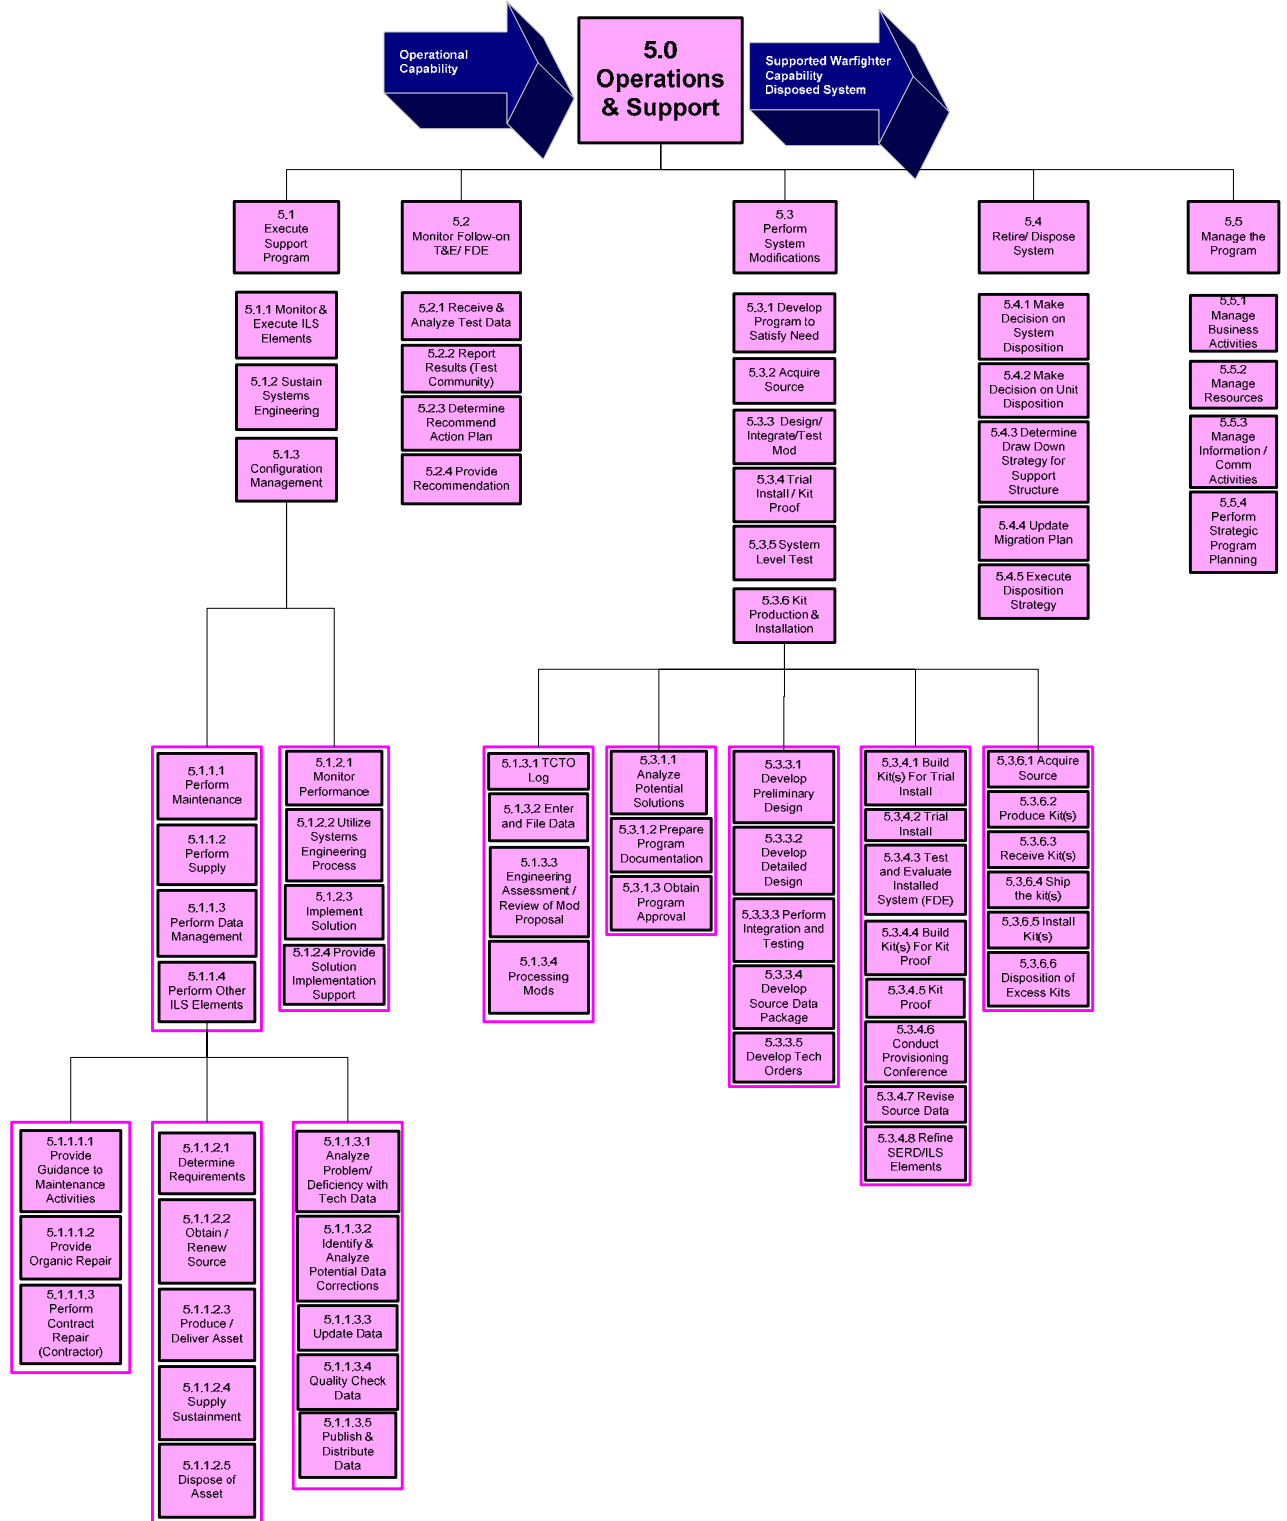 Operational
Capability
5.0
Operations
& Support
Supported Warfighter
Capability
Disposed System
5.1
Execute
Support
Program
5.2
Monitor Follow-on
T&E/ FDE
5.3
Perform
System
Modifications
5.4
Retire/ Dispose
System
5.5
Manage the
Program
5.1.1 Monitor &
Execute ILS
Elements
5.1.2 Sustain
Systems
Engineering
5.1.3
Configuration
Management
5.2.1 Receive &
Analyze Test Data
5.2.2 Report
Results (Test
Community)
5.2.3 Determine
Recommend
Action Plan
5.2.4 Provide
Recommendation
5.3.1 Develop
Program to
Satisfy Need
5.3.2 Acquire
Source
5.3.3 Design/
Integrate/Test
Mod
5.3.4 Trial
Install / Kit
Proof
5.3.5 System
Level Test
5.3.6 Kit
Production &
Installation
5.4.1 Make
Decision on
System
Disposition
5.4.2 Make
Decision on Unit
Disposition
5.4.3 Determine
Draw Down
Strategy for
Support
Structure
5.4.4 Update
Migration Plan
5.4.5 Execute
Disposition
Strategy
5.5.1
Manage
Business
Activities
5.5.2
Manage
Resources
5.5.3
Manage
Information /
Comm
Activities
5.5.4
Perform
Strategic
Program
Planning
5.1.1.1
Perform
Maintenance
5.1.1.2
Perform
Supply
5.1.1.3
Perform Data
Management
5.1.1.4
Perform Other
ILS Elements
5.1.2.1
Monitor
Performance
5.1.2.2 Utilize
Systems
Engineering
Process
5.1.2.3
Implement
Solution
5.1.2.4 Provide
Solution
Implementation
Support
5.1.3.1 TCTO
Log
5.1.3.2 Enter
and File Data
5.1.3.3
Engineering
Assessment /
Review of Mod
Proposal
5.1.3.4
Processing
Mods
5.3.1.1
Analyze
Potential
Solutions
5.3.1.2 Prepare
Program
Documentation
5.3.1.3 Obtain
Program
Approval
5.3.3.1
Develop
Preliminary
Design
5.3.3.2
Develop
Detailed
Design
5.3.3.3 Perform
Integration and
Testing
5.3.3.4
Develop
Source Data
Package
5.3.3.5
Develop Tech
Orders
5.3.4.1 Build
Kit(s) For Trial
Install
5.3.4.2 Trial
Install
5.3.4.3 Test
and Evaluate
Installed
System (FDE)
5.3.4.4 Build
Kit(s) For Kit
Proof
5.3.4.5 Kit
Proof
5.3.4.6
Conduct
Provisioning
Conference
5.3.4.7 Revise
Source Data
5.3.4.8 Refine
SERD/ILS
Elements
5.3.6.1 Acquire
Source
5.3.6.2
Produce Kit(s)
5.3.6.3
Receive Kit(s)
5.3.6.4 Ship
the kit(s)
5.3.6.5 Install
Kit(s)
5.3.6.6
Disposition of
Excess Kits
5.1.1.1.1
Provide
Guidance to
Maintenance
Activities
5.1.1.1.2
Provide
Organic Repair
5.1.1.1.3
Perform
Contract
Repair
(Contractor)
5.1.1.2.1
Determine
Requirements
5.1.1.2.2
Obtain /
Renew
Source
5.1.1.2.3
Produce /
Deliver Asset
5.1.1.2.4
Supply
Sustainment
5.1.1.2.5
Dispose of
Asset
5.1.1.3.1
Analyze
Problem/
Deficiency with
Tech Data
5.1.1.3.2
Identify &
Analyze
Potential Data
Corrections
5.1.1.3.3
Update Data
5.1.1.3.4
Quality Check
Data
5.1.1.3.5
Publish &
Distribute
Data